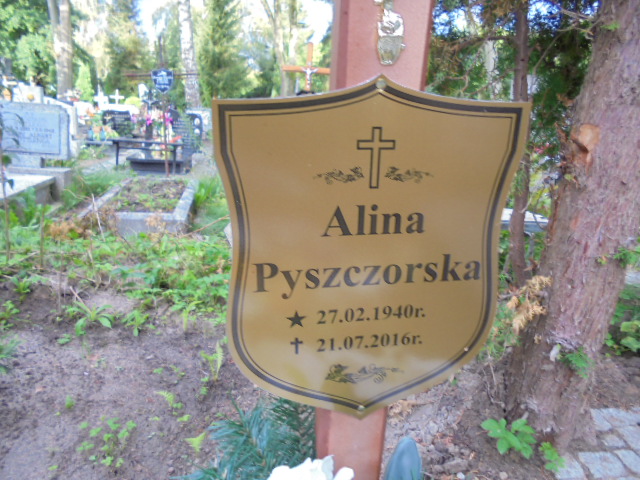 Alina
Pyszczorska
★ 27.02.1940r.
✝ 21.07.2016r.